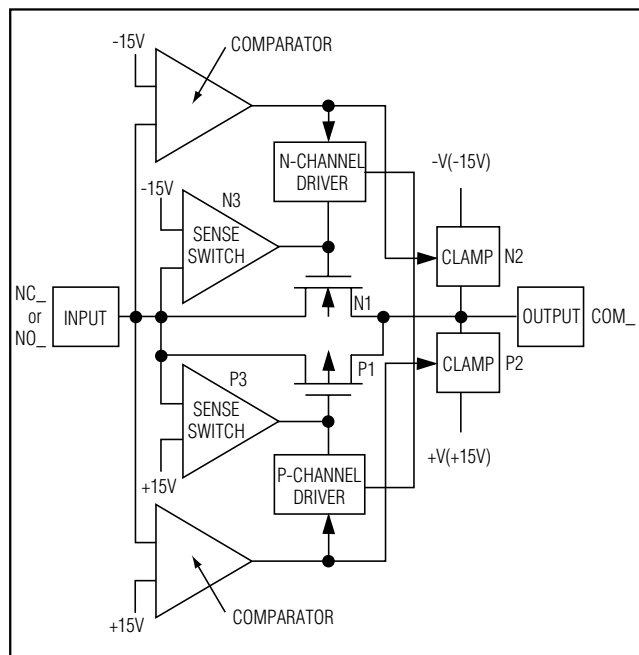 -15V
COMPARATOR
N-CHANNEL
DRIVER
-V(-15V)
-15V
N3
SENSE
SWITCH
CLAMP
N2
NC_
or
NO_
INPUT
N1
OUTPUT
COM_
P1
CLAMP
P2
P3
SENSE
SWITCH
+15V
P-CHANNEL
DRIVER
+V(+15V)
+15V
COMPARATOR